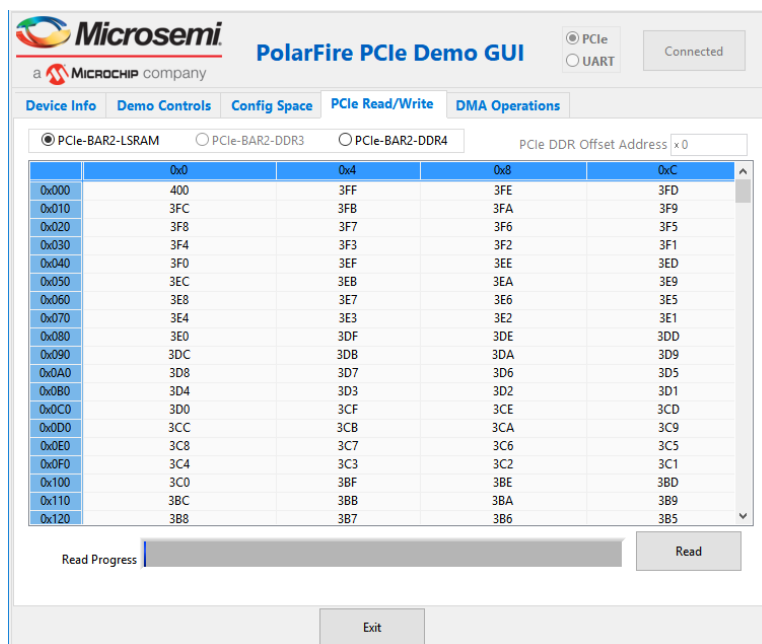 Microsemi.
a MICROCHIP company
PolarFire PCIe Demo GUI
PCIe
UART
Connected
Device Info Demo Controls Config Space PCIe Read/Write DMA Operations
PCIe-BAR2-LSRAM PCIe-BAR2-DDR3 PCIe-BAR2-DDR4 PCIe DDR Offset Address x 0
0x0 0x4 0x8 0xC
0x000 400 3FF 3FE 3FD
0x010 3FC 3FB 3FA 3F9
0x020 3F8 3F7 3F6 3F5
0x030 3F4 3F3 3F2 3F1
0x040 3F0 3EF 3EE 3ED
0x050 3EC 3EB 3EA 3E9
0x060 3E8 3E7 3E6 3E5
0x070 3E4 3E3 3E2 3E1
0x080 3E0 3DF 3DE 3DD
0x090 3DC 3DB 3DA 3D9
0x0A0 3D8 3D7 3D6 3D5
0x0B0 3D4 3D3 3D2 3D1
0x0C0 3D0 3CF 3CE 3CD
0x0D0 3CC 3CB 3CA 3C9
0x0E0 3C8 3C7 3C6 3C5
0x0F0 3C4 3C3 3C2 3C1
0x100 3C0 3BF 3BE 3BD
0x110 3BC 3BB 3BA 3B9
0x120 3B8 3B7 3B6 3B5
Read Progress
Read
Exit